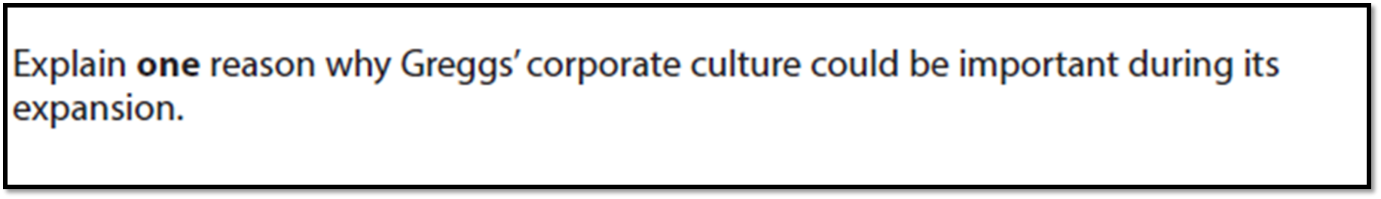 Explain one reason why Greggs’ corporate culture could be important during its
expansion.